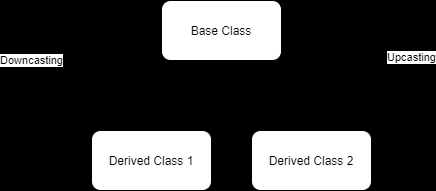 Base Class
Downcasting
Upcasting
Derived Class 1
Derived Class 2